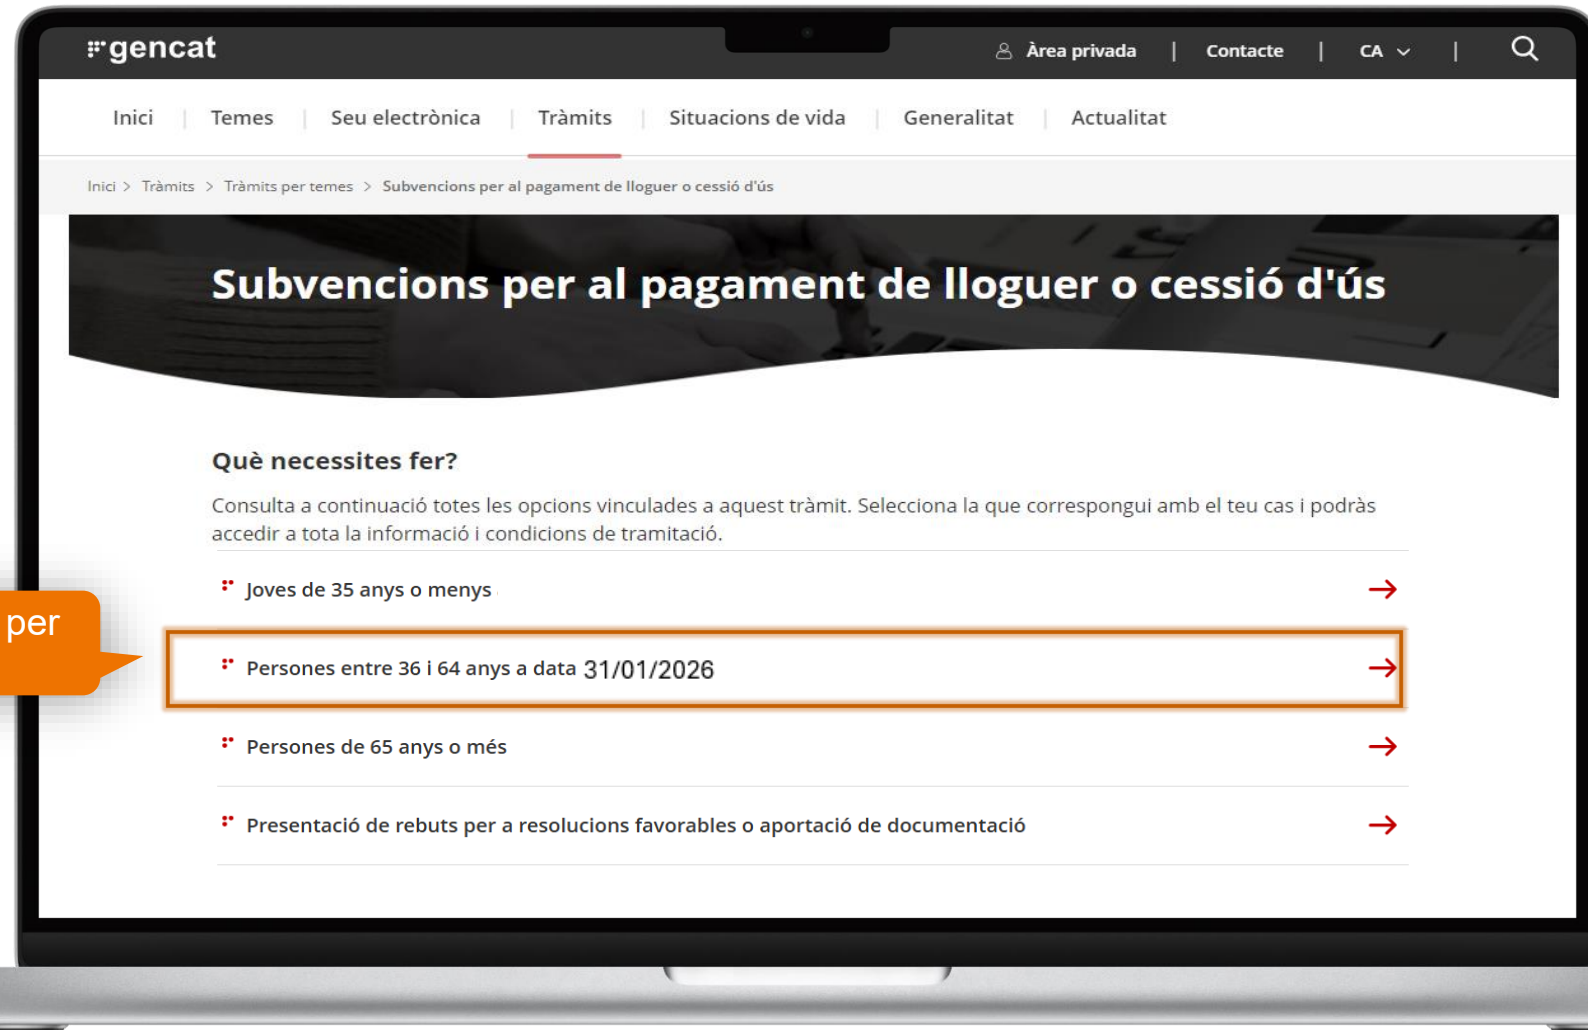 gencat
Àrea privada | Contacte | CA |
Inici | Temes | Seu electrònica | Tràmits | Situacions de vida | Generalitat | Actualitat
Inici > Tràmits > Tràmits per temes > Subvencions per al pagament de lloguer o cessió d'ús
Subvencions per al pagament de lloguer o cessió d'ús
Què necessites fer?
Consulta a continuació totes les opcions vinculades a aquest tràmit. Selecciona la que correspongui amb el teu cas i podràs
accedir a tota la informació i condicions de tramitació.
Joves de 35 anys o menys
per
Persones entre 36 i 64 anys a data 31/01/2026
Persones de 65 anys o més
Presentació de rebuts per a resolucions favorables o aportació de documentació